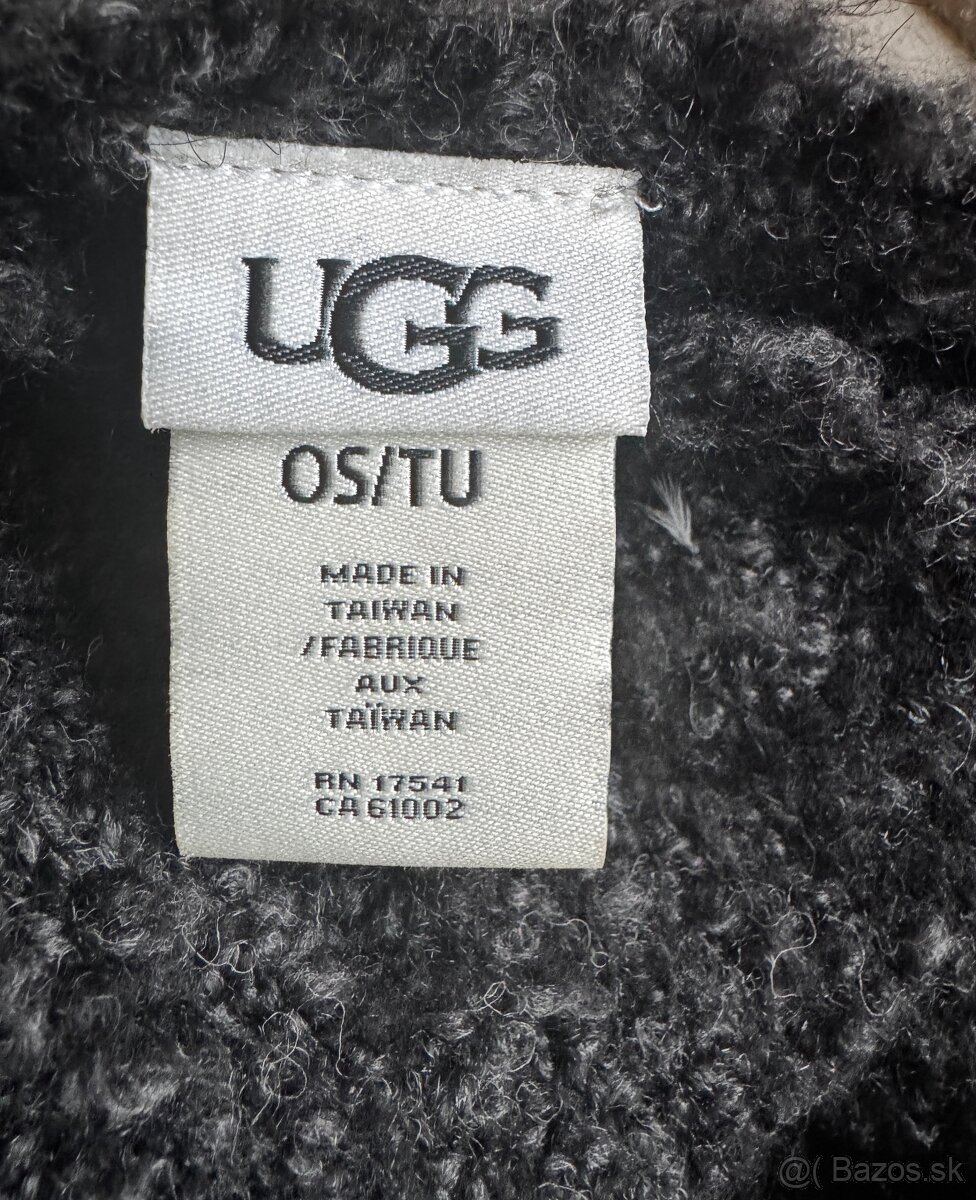 UGG
OS/TU
MADE IN
TAIWAN
/FABRIQUE
AUX
TAÏWAN
RN 17541
CA 61002
@( Bazos.sk